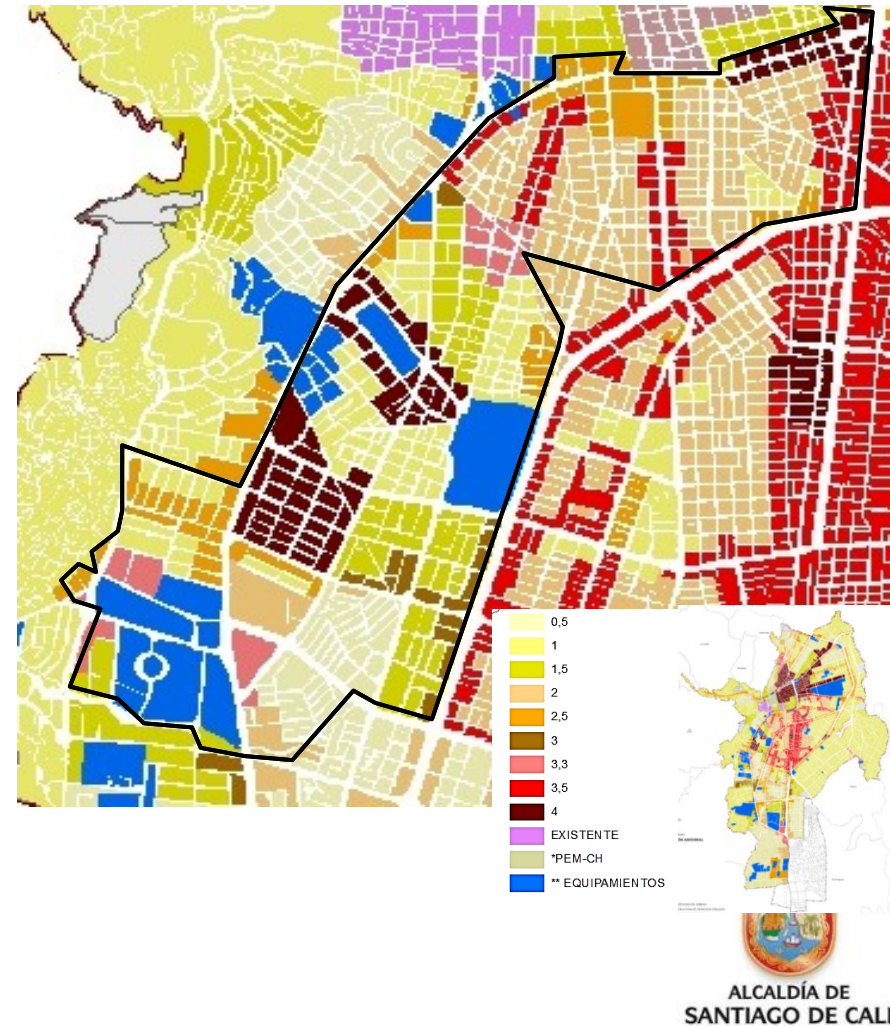 0,5
1
1,5
2
2,5
3
3,3
3,5
4
EXISTENTE
*PEM-CH
** EQUIPAMIENTOS
ALCALDÍA DE
SANTIAGO DE CALI